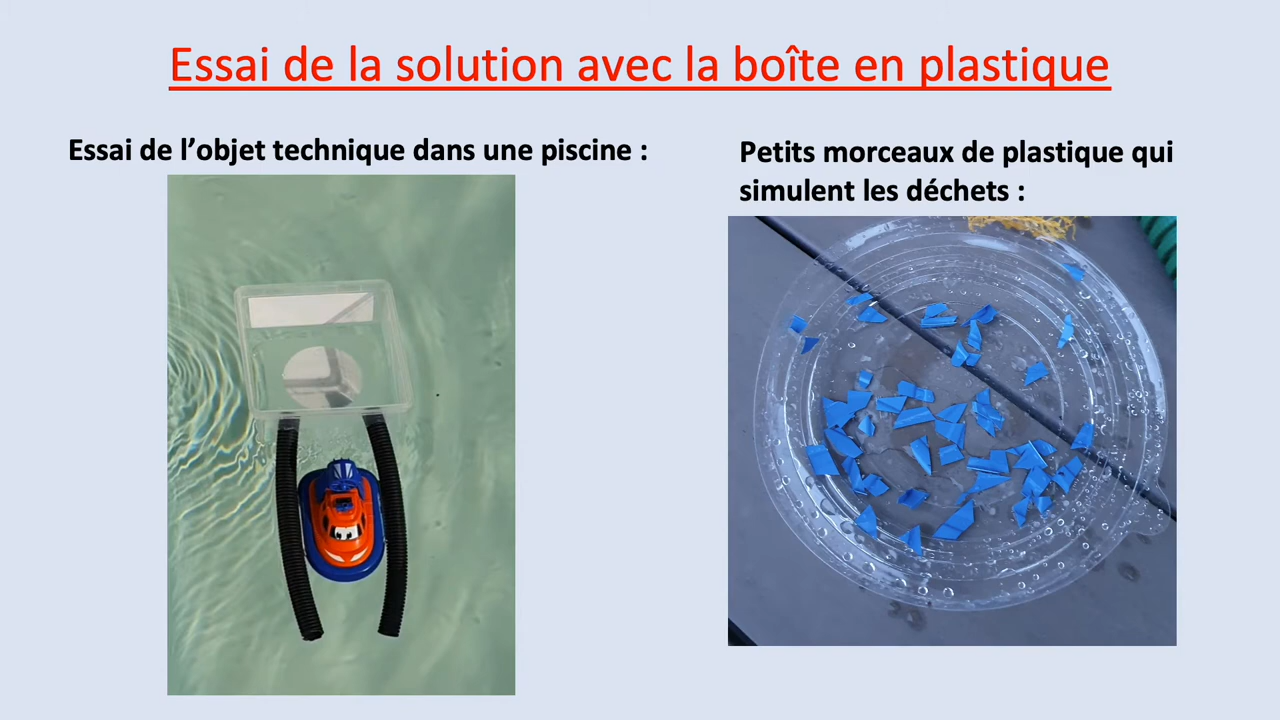 Essai de la solution avec la boîte en plastique
Essai de l’objet technique dans une piscine :
Petits morceaux de plastique qui
simulent les déchets :